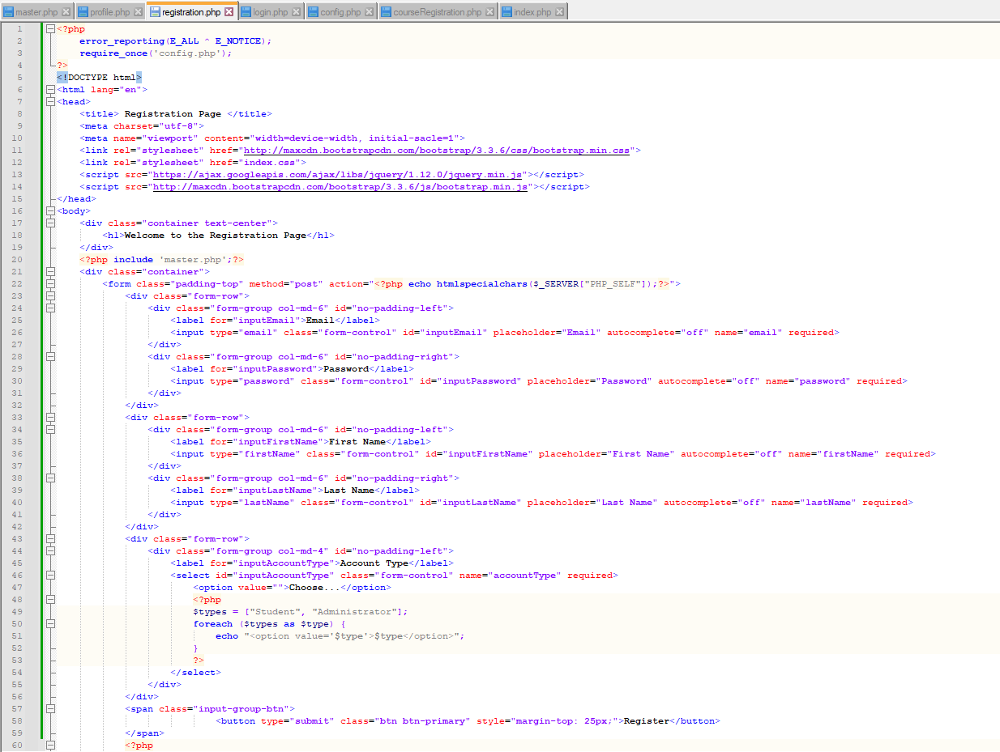 master.php profile.php registration.php login.php config.php courseRegistration.php index.php
1 <?php
2 error_reporting(E_ALL ^ E_NOTICE);
3 require_once('config.php');
4 ?>
5 <!DOCTYPE html>
6 <html lang="en">
7 <head>
8 <title> Registration Page </title>
9 <meta charset="utf-8">
10 <meta name="viewport" content="width=device-width, initial-sacle=1">
11 <link rel="stylesheet" href="http://maxcdn.bootstrapcdn.com/bootstrap/3.3.6/css/bootstrap.min.css">
12 <link rel="stylesheet" href="index.css">
13 <script src="https://ajax.googleapis.com/ajax/libs/jquery/1.12.0/jquery.min.js"></script>
14 <script src="http://maxcdn.bootstrapcdn.com/bootstrap/3.3.6/js/bootstrap.min.js"></script>
15 </head>
16 <body>
17 <div class="container text-center">
18 <h1>Welcome to the Registration Page</h1>
19 </div>
20 <?php include 'master.php';?>
21 <div class="container">
22 <form class="padding-top" method="post" action="<?php echo htmlspecialchars($_SERVER["PHP_SELF"]);?>">
23 <div class="form-row">
24 <div class="form-group col-md-6" id="no-padding-left">
25 <label for="inputEmail">Email</label>
26 <input type="email" class="form-control" id="inputEmail" placeholder="Email" autocomplete="off" name="email" required>
27 </div>
28 <div class="form-group col-md-6" id="no-padding-right">
29 <label for="inputPassword">Password</label>
30 <input type="password" class="form-control" id="inputPassword" placeholder="Password" autocomplete="off" name="password" required>
31 </div>
32 </div>
33 <div class="form-row">
34 <div class="form-group col-md-6" id="no-padding-left">
35 <label for="inputFirstName">First Name</label>
36 <input type="firstName" class="form-control" id="inputFirstName" placeholder="First Name" autocomplete="off" name="firstName" required>
37 </div>
38 <div class="form-group col-md-6" id="no-padding-right">
39 <label for="inputLastName">Last Name</label>
40 <input type="lastName" class="form-control" id="inputLastName" placeholder="Last Name" autocomplete="off" name="lastName" required>
41 </div>
42 </div>
43 <div class="form-row">
44 <div class="form-group col-md-4" id="no-padding-left">
45 <label for="inputAccountType">Account Type</label>
46 <select id="inputAccountType" class="form-control" name="accountType" required>
47 <option value="">Choose...</option>
48 <?php
49 $types = ["Student", "Administrator"];
50 foreach ($types as $type) {
51 echo "<option value='$type'>$type</option>";
52 }
53 ?>
54 </select>
55 </div>
56 </div>
57 <span class="input-group-btn">
58 <button type="submit" class="btn btn-primary" style="margin-top: 25px;">Register</button>
59 </span>
60 <?php